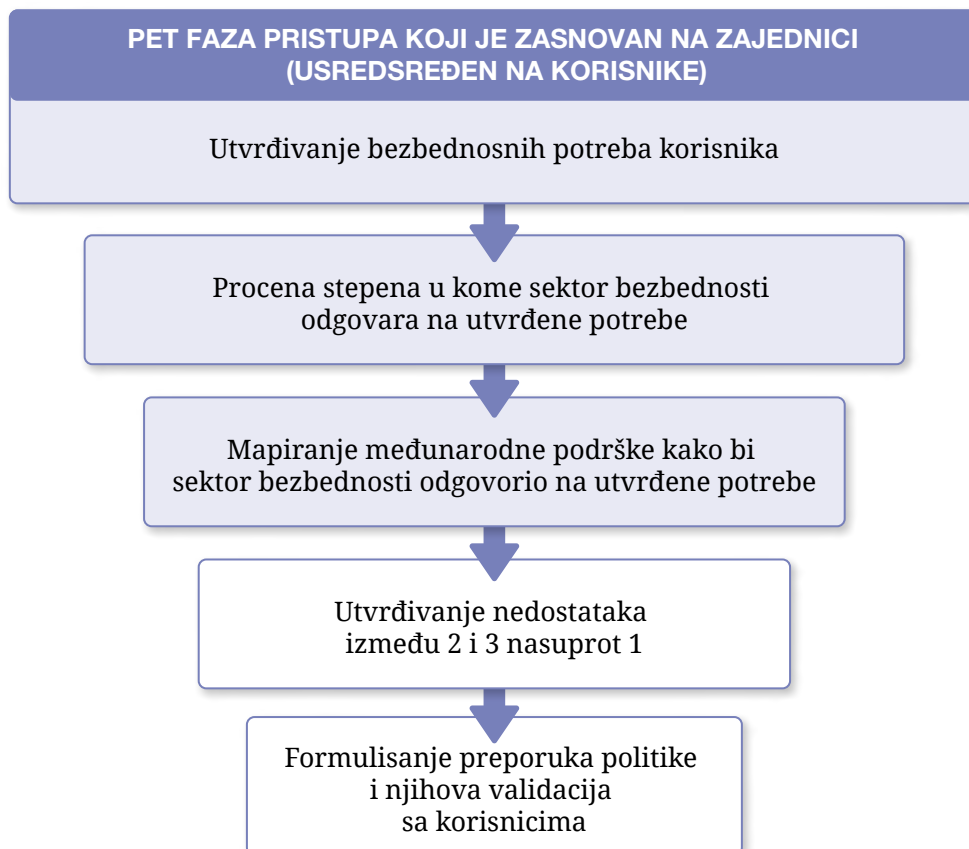 PET FAZA PRISTUPA KOJI JE ZASNOVAN NA ZAJEDNICI
(USREDSREĐEN NA KORISNIKE)
Utvrđivanje bezbednosnih potreba korisnika
Procena stepena u kome sektor bezbednosti
odgovara na utvrđene potrebe
Mapiranje međunarodne podrške kako bi
sektor bezbednosti odgovorio na utvrđene potrebe
Utvrđivanje nedostataka
između 2 i 3 nasuprot 1
Formulisanje preporuka politike
i njihova validacija
sa korisnicima